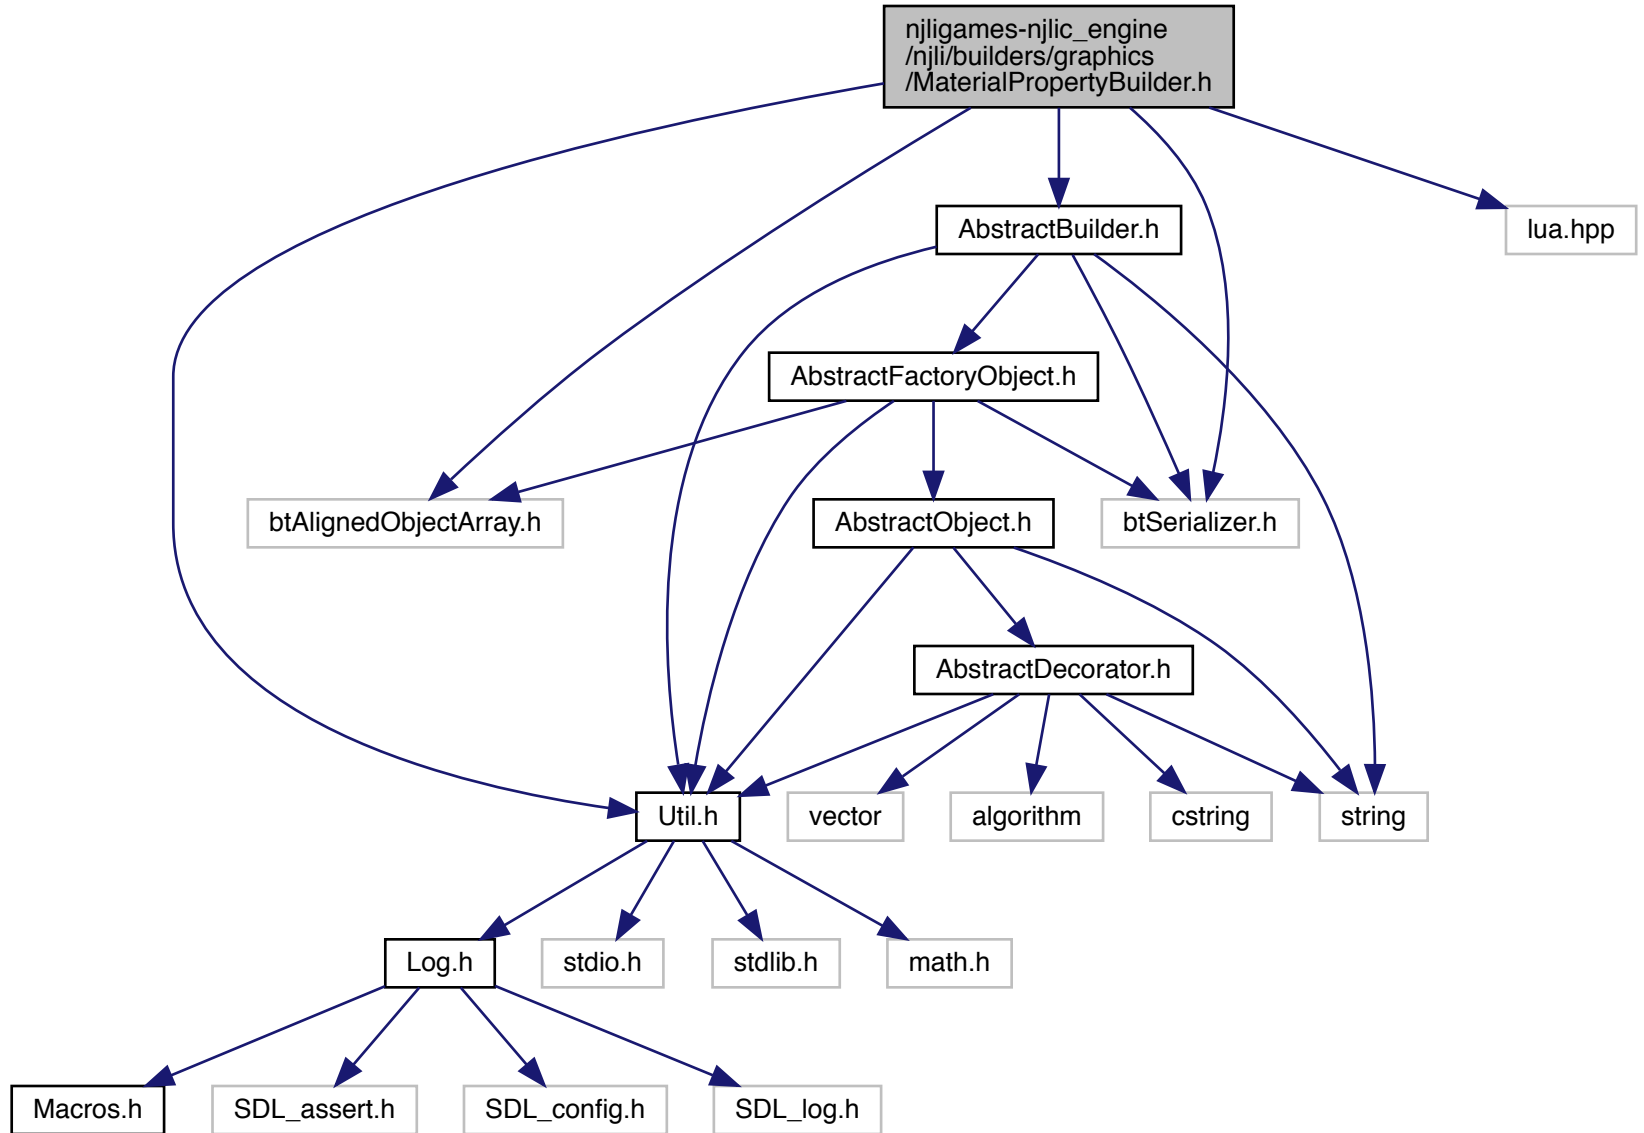 njligames-njlic_engine
/njli/builders/graphics
/MaterialPropertyBuilder.h
AbstractBuilder.h
lua.hpp
AbstractFactoryObject.h
btAlignedObjectArray.h
AbstractObject.h
btSerializer.h
AbstractDecorator.h
Util.h
vector
algorithm
cstring
string
Log.h
stdio.h
stdlib.h
math.h
Macros.h
SDL_assert.h
SDL_config.h
SDL_log.h